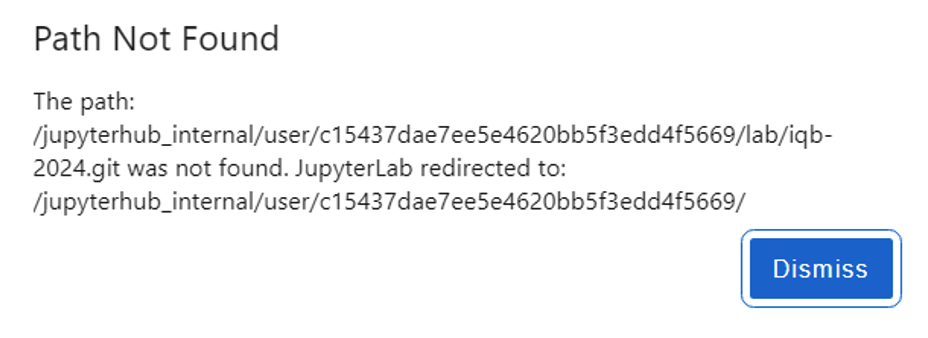 Path Not Found
The path:
/jupyterhub_internal/user/c15437dae7ee5e4620bb5f3edd4f5669/lab/iqb-
2024.git was not found. JupyterLab redirected to:
/jupyterhub_internal/user/c15437dae7ee5e4620bb5f3edd4f5669/
Dismiss